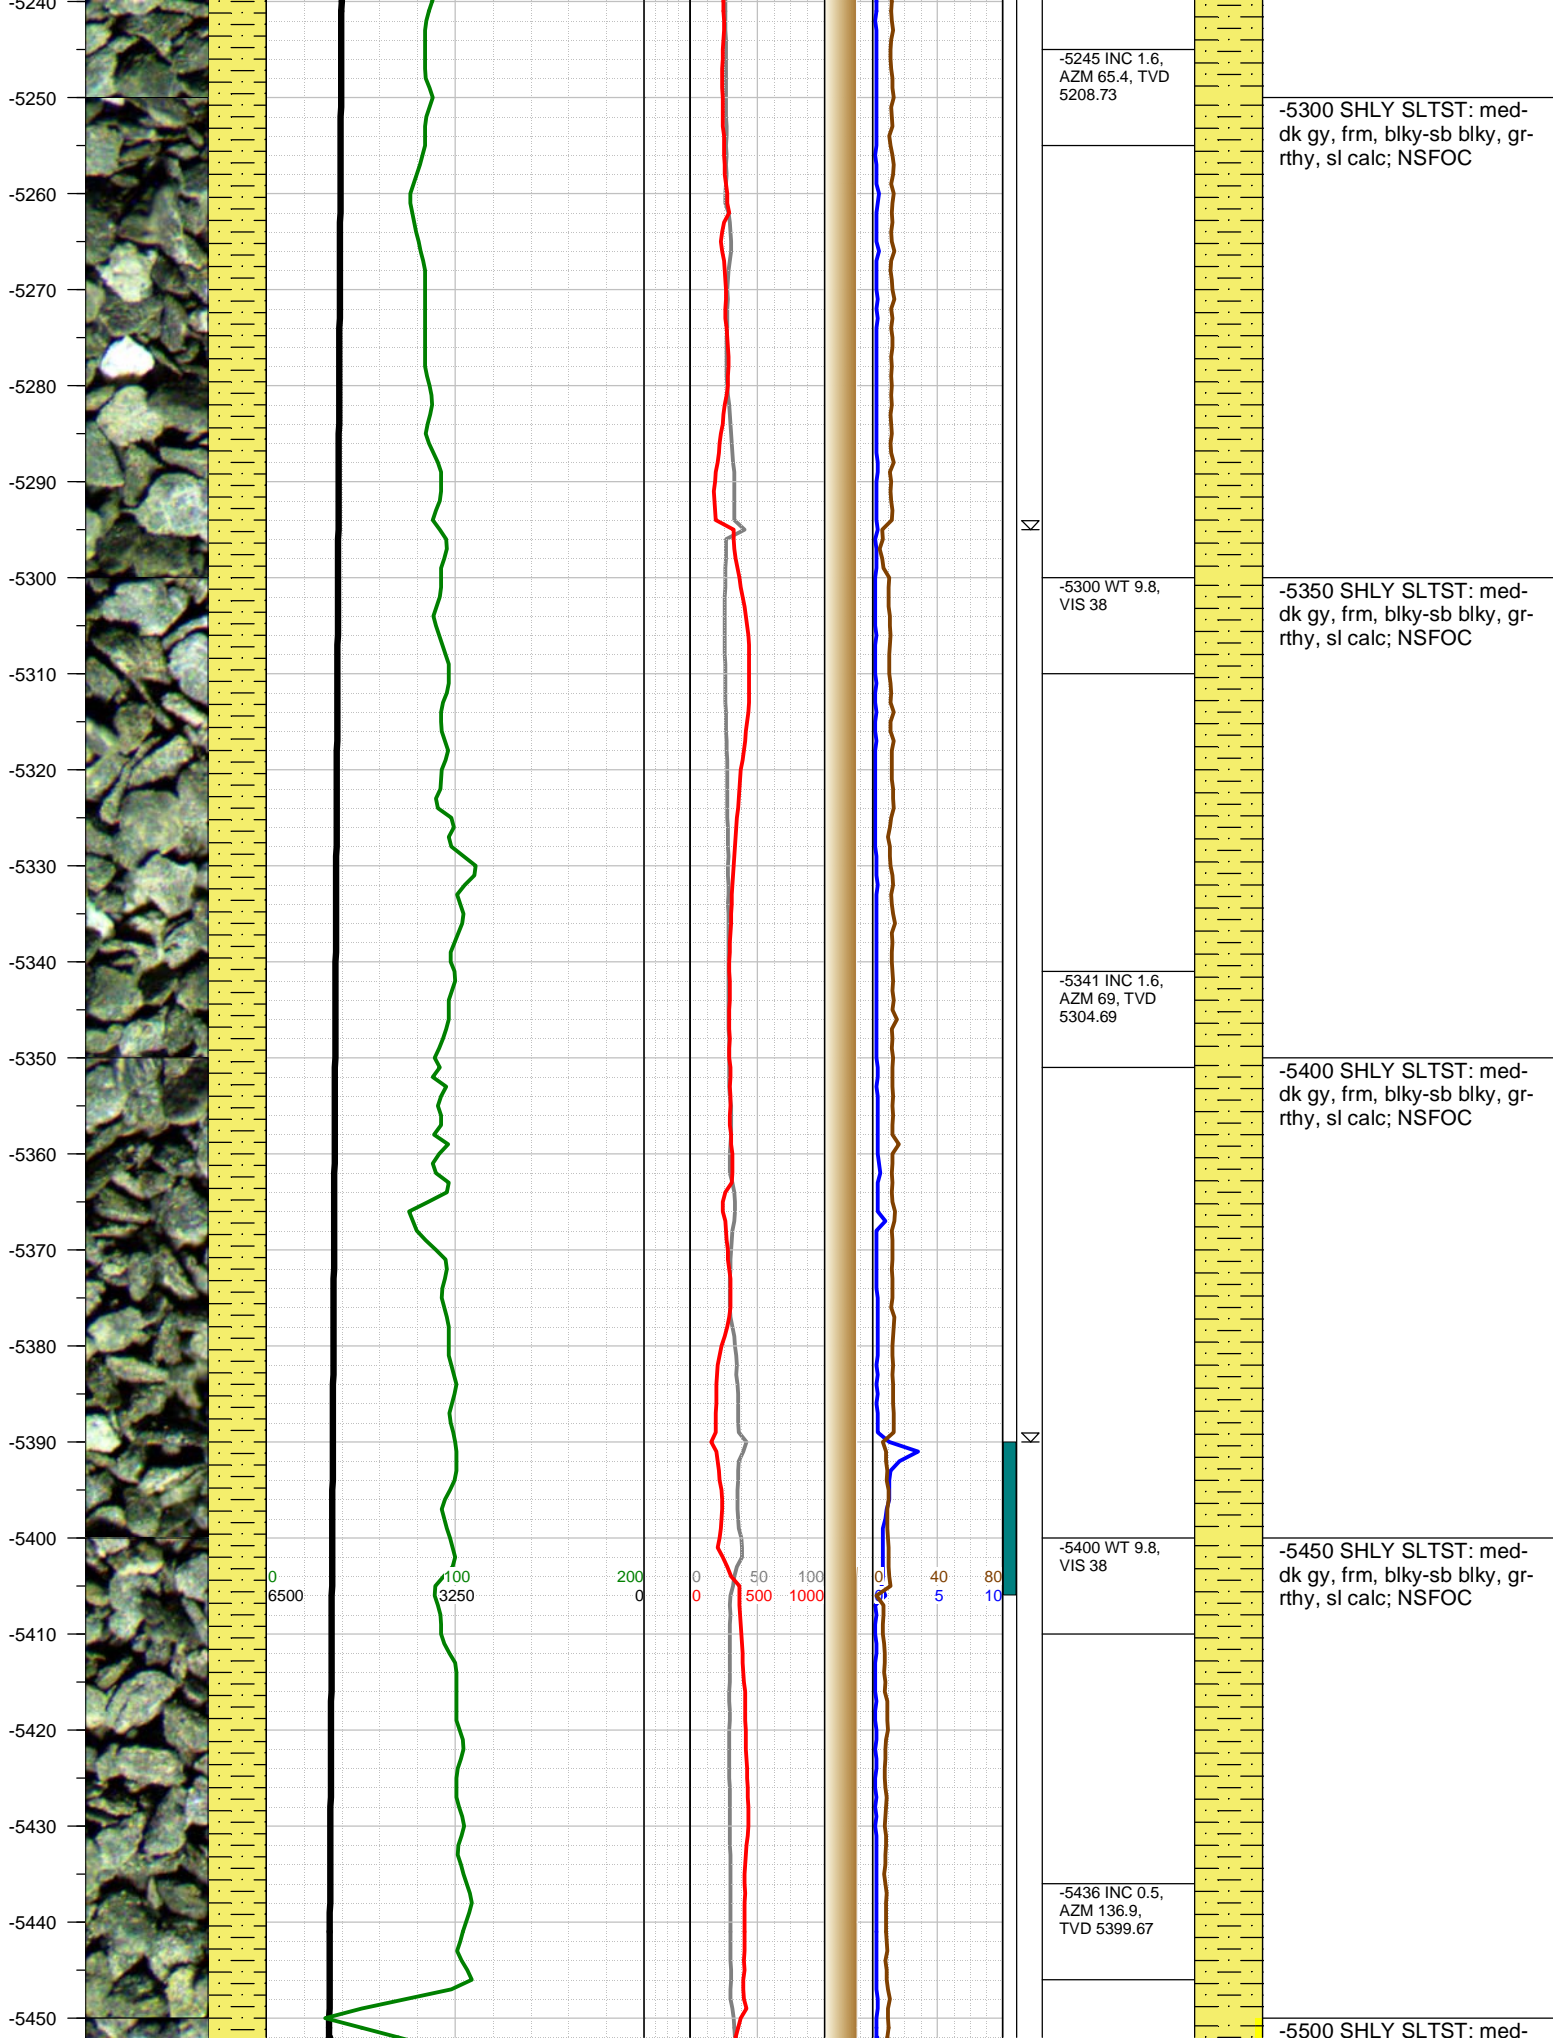 -5240
-5250
-5260
-5270
-5280
-5290
-5300
-5310
-5320
-5330
-5340
-5350
-5360
-5370
-5380
-5390
-5400
-5410
-5420
-5430
-5440
-5450
0 100 200
6500 3250 0
0 50 100
0 500 1000
0 40 80
5 10
-5245 INC 1.6,
AZM 65.4, TVD
5208.73
-5300 WT 9.8,
VIS 38
-5341 INC 1.6,
AZM 69, TVD
5304.69
-5400 WT 9.8,
VIS 38
-5436 INC 0.5,
AZM 136.9,
TVD 5399.67
-5300 SHLY SLTST: med-
dk gy, frm, blky-sb blky, gr-
rthy, sl calc; NSFOC
-5350 SHLY SLTST: med-
dk gy, frm, blky-sb blky, gr-
rthy, sl calc; NSFOC
-5400 SHLY SLTST: med-
dk gy, frm, blky-sb blky, gr-
rthy, sl calc; NSFOC
-5450 SHLY SLTST: med-
dk gy, frm, blky-sb blky, gr-
rthy, sl calc; NSFOC
-5500 SHLY SLTST: med-